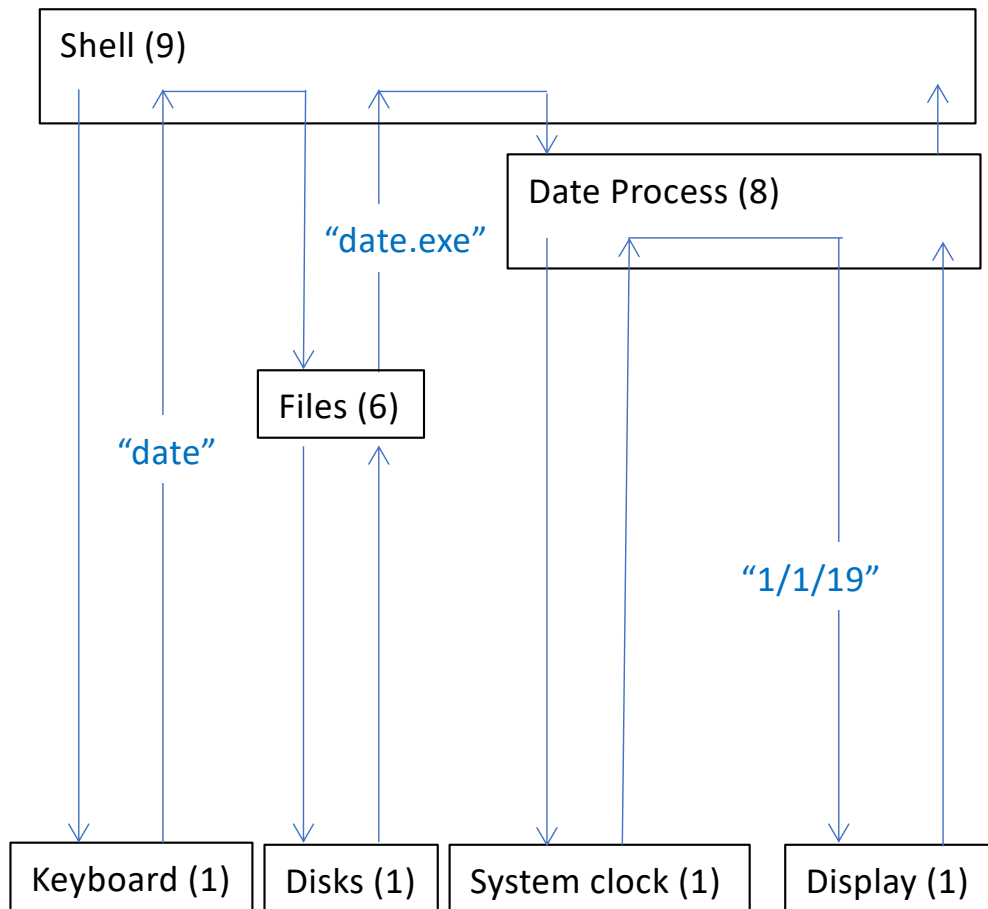 Shell (9)
Date Process (8)
“date.exe”
Files (6)
“date”
“1/1/19”
Keyboard (1)
Disks (1)
System clock (1)
Display (1)